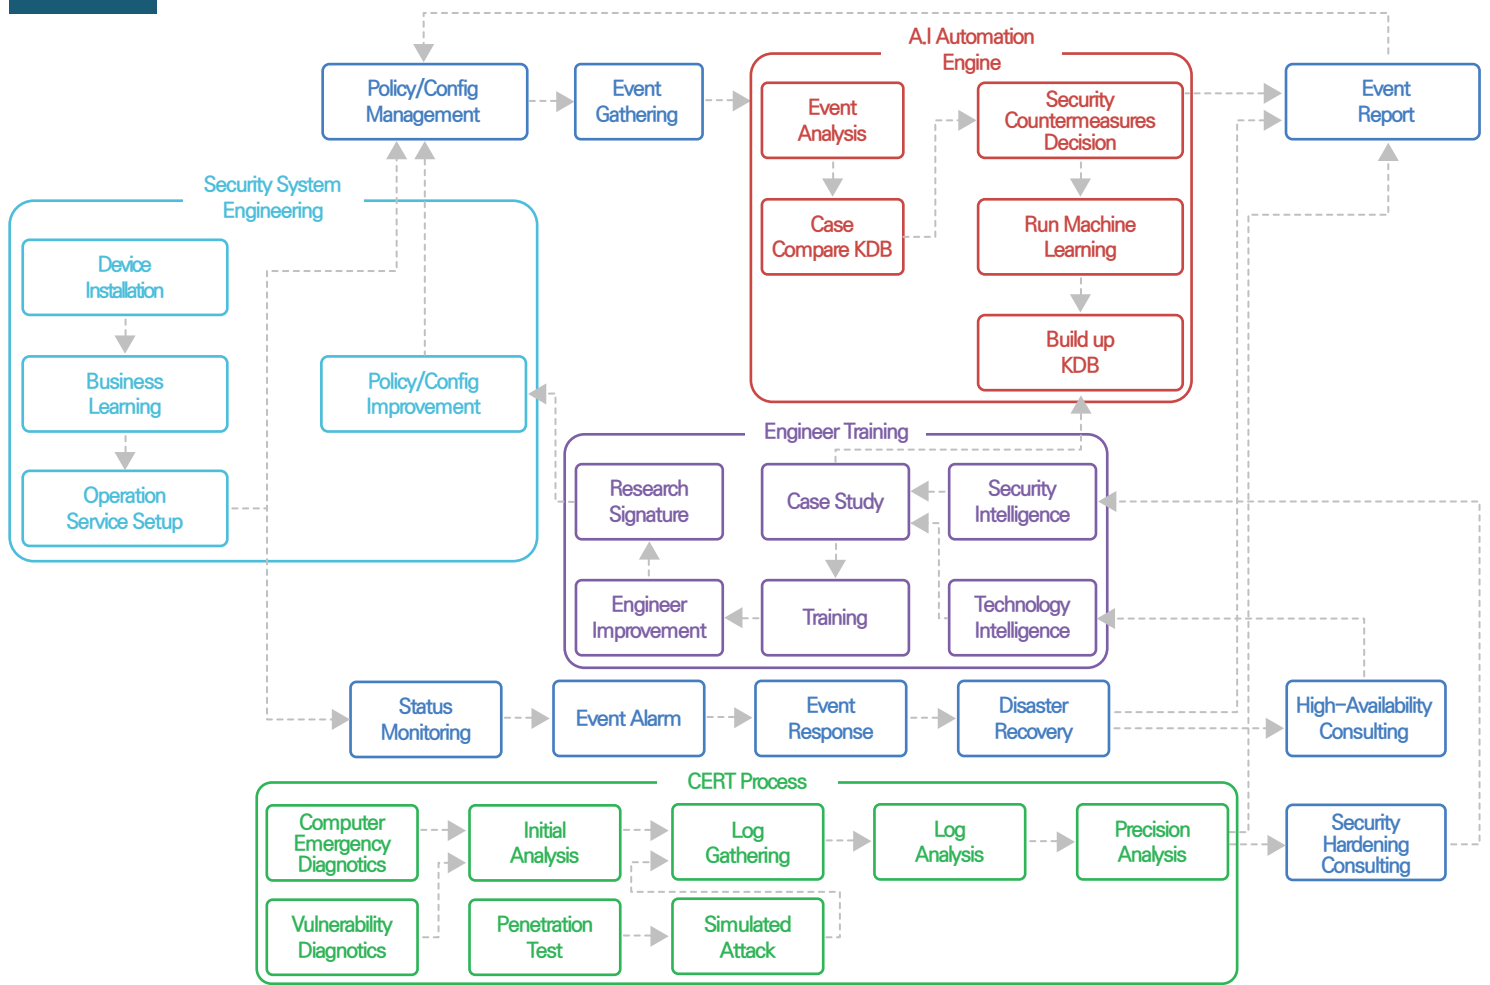 A.I Automation
Engine
Policy/Config
Management
Event
Gathering
Event
Analysis
Security
Countermeasures
Decision
Event
Report
Case
Compare KDB
Run Machine
Learning
Build up
KDB
Security System
Engineering
Device
Installation
Business
Learning
Operation
Service Setup
Policy/Config
Improvement
Engineer Training
Research
Signature
Case Study
Security
Intelligence
Engineer
Improvement
Training
Technology
Intelligence
Status
Monitoring
Event Alarm
Event
Response
Disaster
Recovery
High-Availability
Consulting
CERT Process
Computer
Emergency
Diagnotics
Initial
Analysis
Log
Gathering
Log
Analysis
Precision
Analysis
Security
Hardening
Consulting
Vulnerability
Diagnotics
Penetration
Test
Simulated
Attack